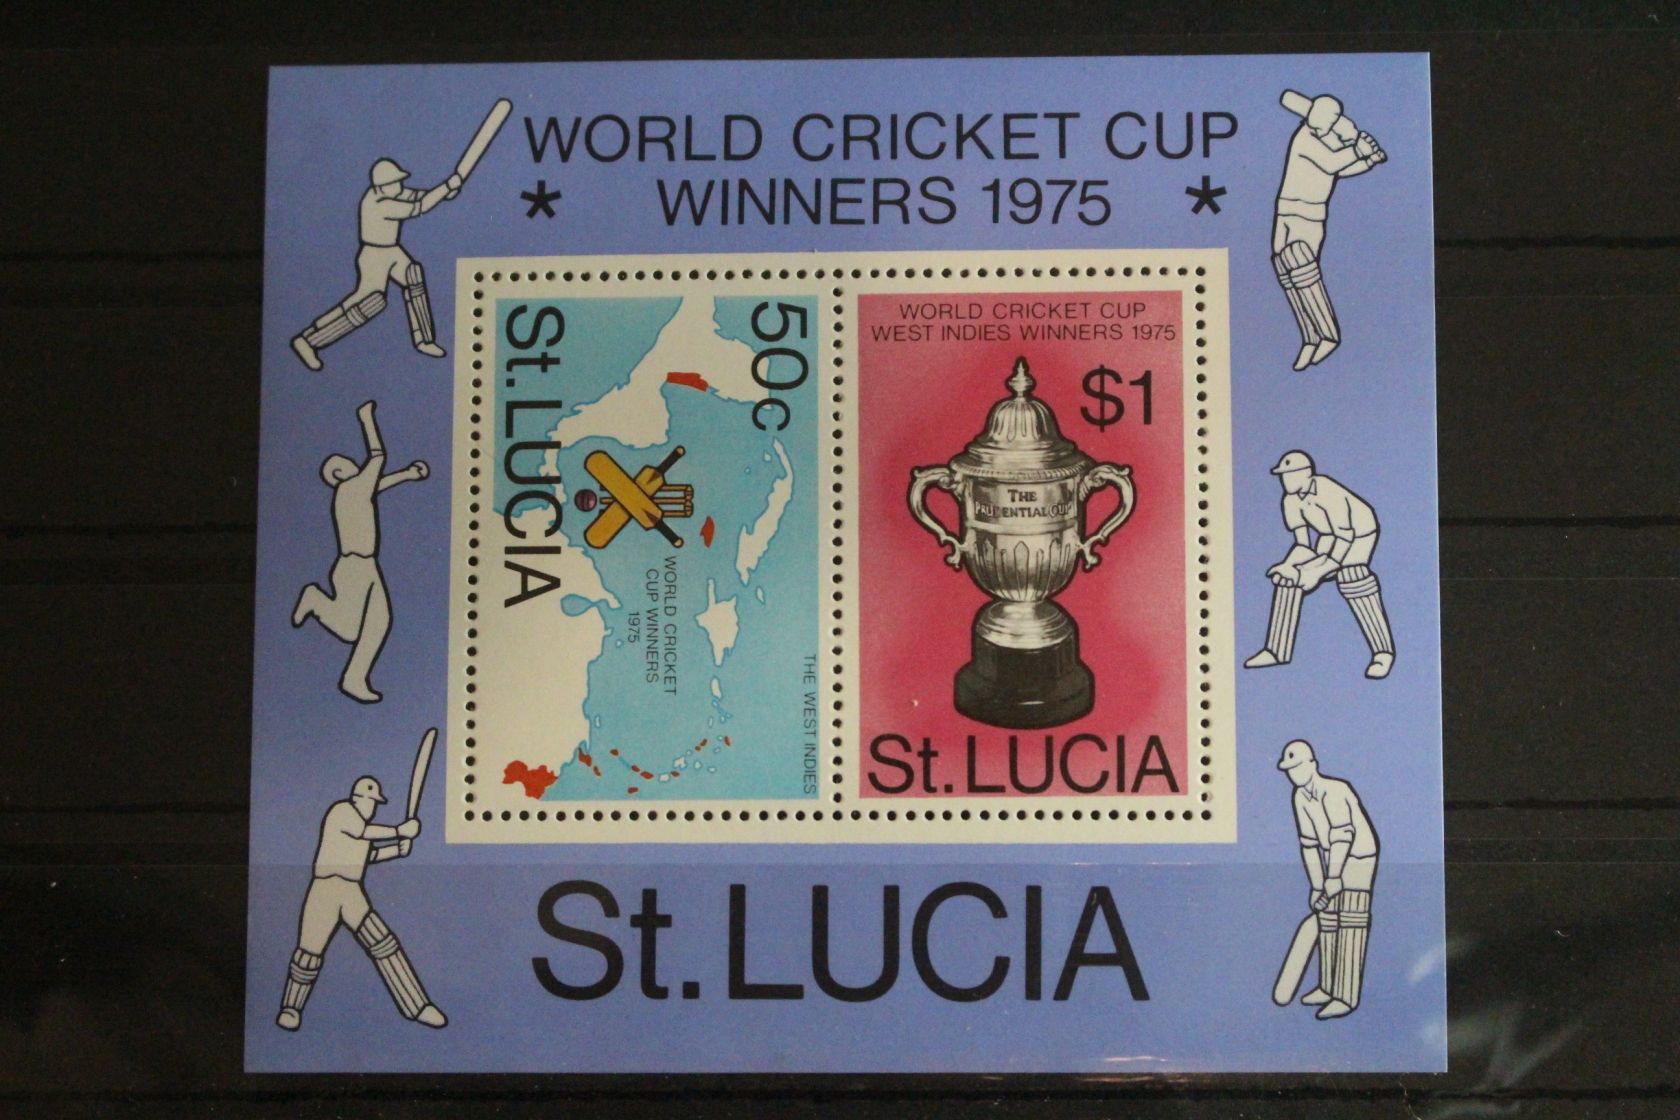 WORLD CRICKET CUP
* WINNERS 1975 *
50c
St. LUCIA
WORLD CRICKET
CUP WINNERS
1975
THE WEST INDIES
WORLD CRICKET CUP
WEST INDIES WINNERS 1975
$1
THE
PRUDENTIAL CUP
St. LUCIA
St. LUCIA